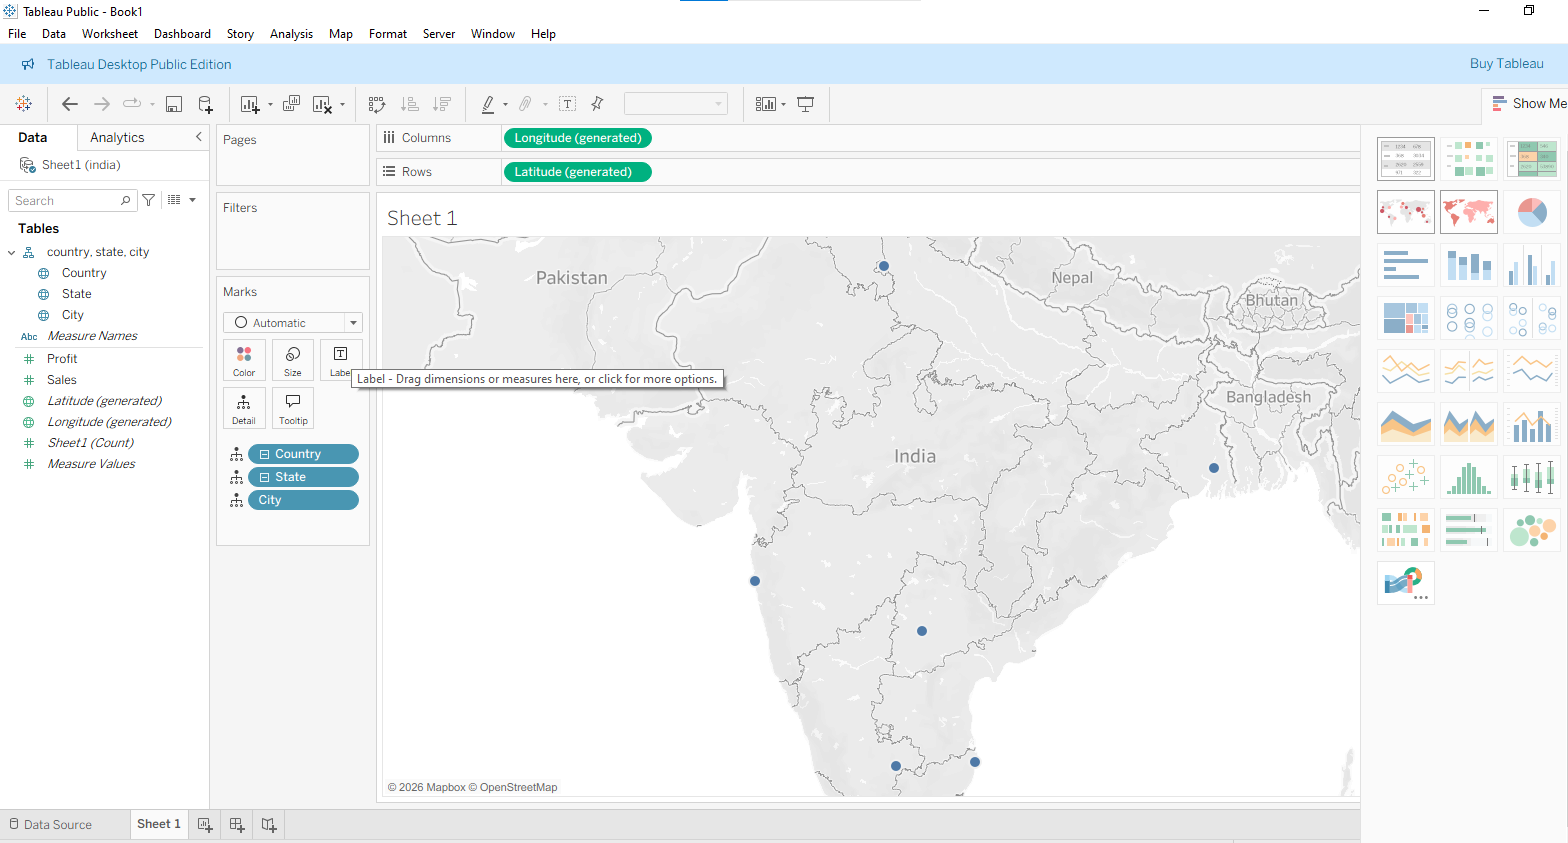 Tableau Public - Book1
File Data Worksheet Dashboard Story Analysis Map Format Server Window Help
Tableau Desktop Public Edition
Buy Tableau
Show Me
Data
Analytics
Sheet1 (india)
Search
Tables
country, state, city
Country
State
City
Abc Measure Names
Profit
Sales
Latitude (generated)
Longitude (generated)
Sheet1 (Count)
Measure Values
Pages
Filters
Marks
Automatic
Color
Size
Label
Detail
Tooltip
Country
State
City
Columns
Longitude (generated)
Rows
Latitude (generated)
Sheet 1
Pakistan
Nepal
Bhutan
Bangladesh
India
Label - Drag dimensions or measures here, or click for more options.
© 2026 Mapbox © OpenStreetMap
Data Source
Sheet 1